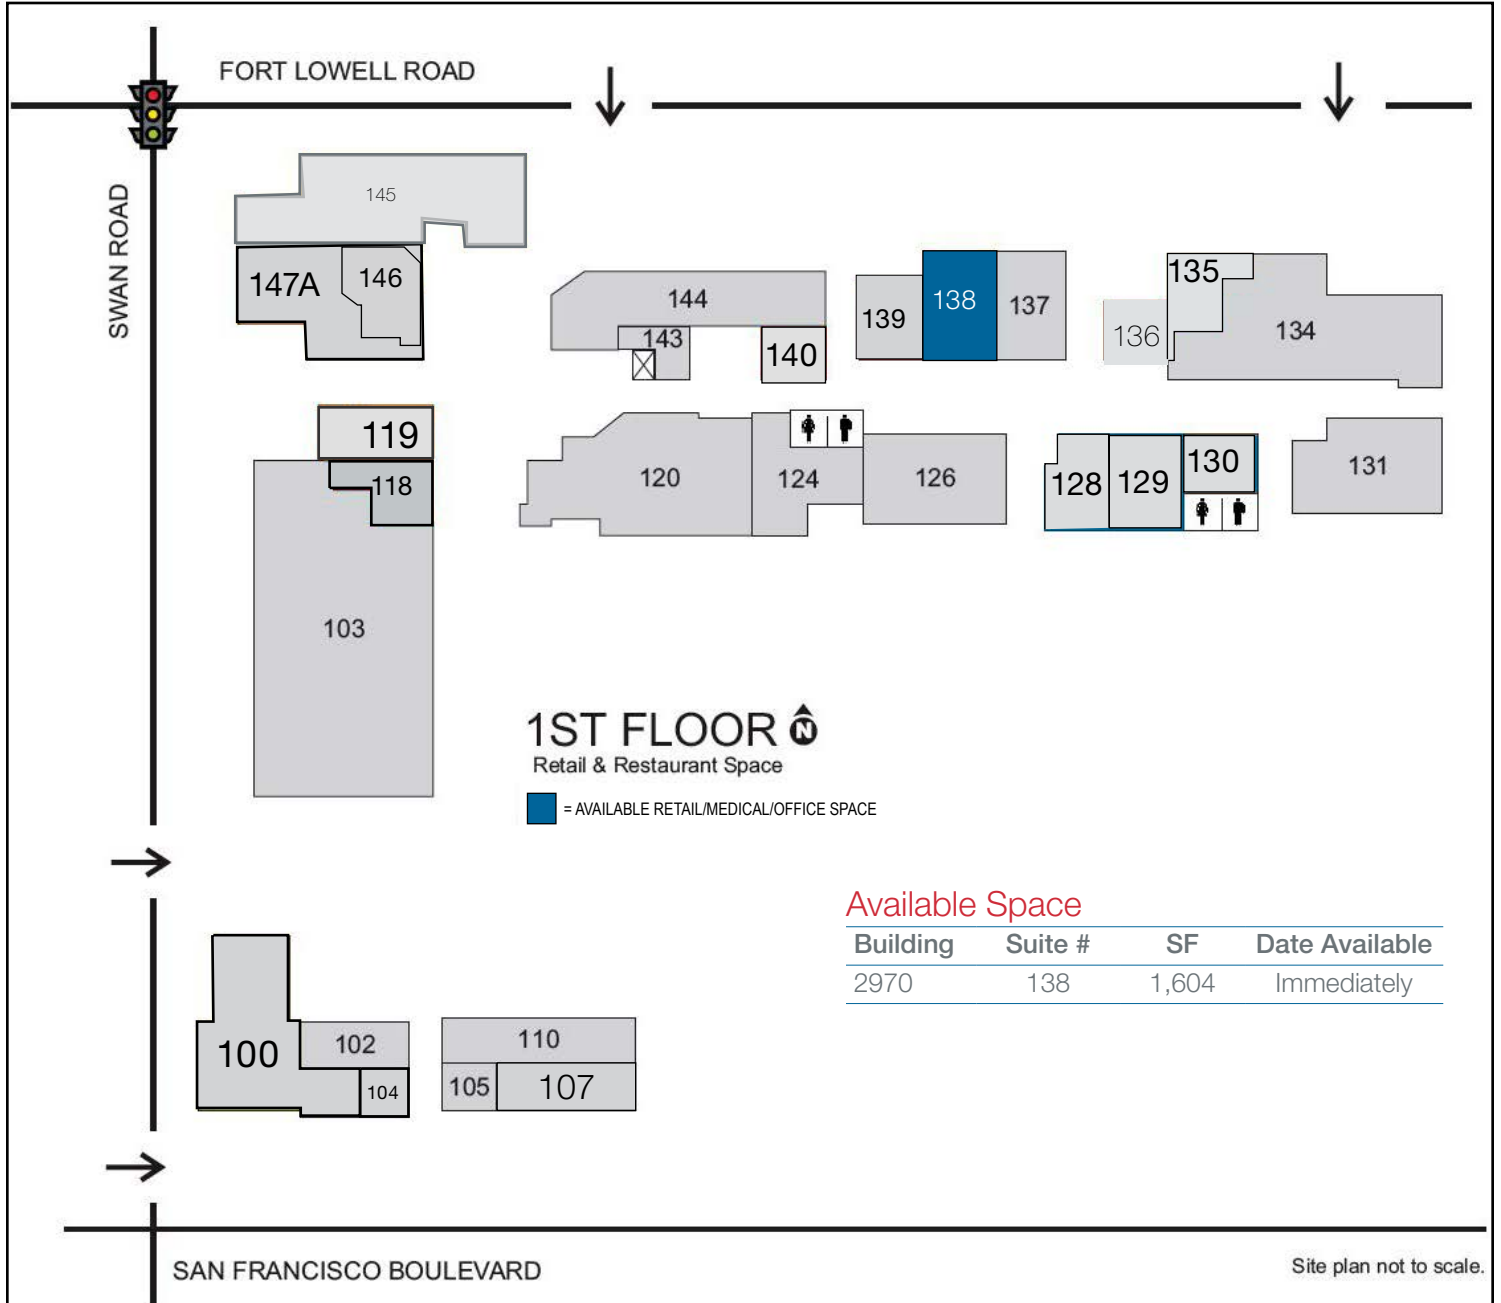 FORT LOWELL ROAD
SWAN ROAD
145
147A
146
144
143
140
139
138
137
136
135
134
119
118
103
120
124
126
128
129
130
131
1ST FLOOR N
Retail & Restaurant Space
= AVAILABLE RETAIL/MEDICAL/OFFICE SPACE
Available Space
Building Suite # SF Date Available
2970 138 1,604 Immediately
100
102
104
110
105
107
SAN FRANCISCO BOULEVARD
Site plan not to scale.